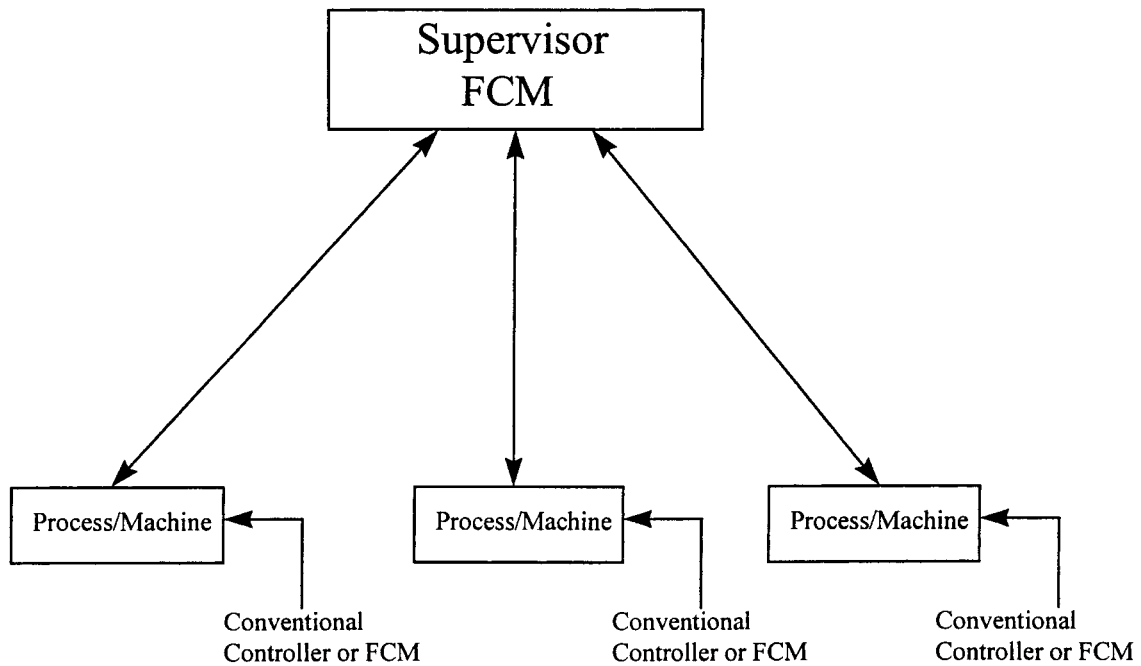 Supervisor
FCM
Process/Machine
Process/Machine
Process/Machine
Conventional
Controller or FCM
Conventional
Controller or FCM
Conventional
Controller or FCM